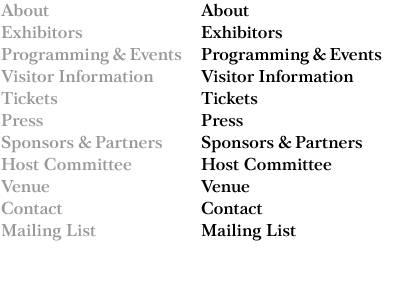 About
Exhibitors
Programming & Events
Visitor Information
Tickets
Press
Sponsors & Partners
Host Committee
Venue
Contact
Mailing List
About
Exhibitors
Programming & Events
Visitor Information
Tickets
Press
Sponsors & Partners
Host Committee
Venue
Contact
Mailing List